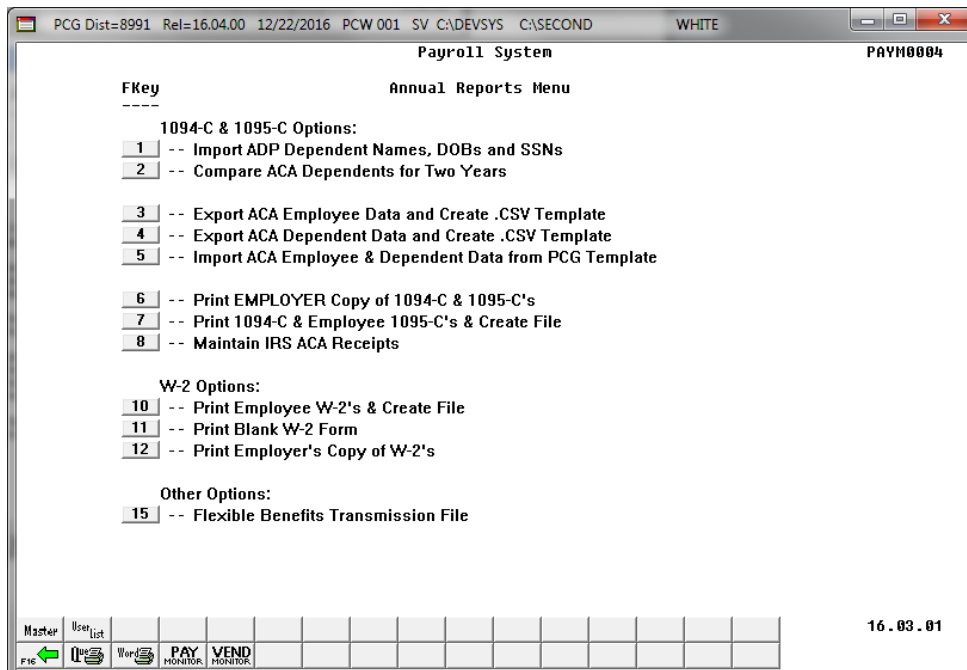 PCG Dist=8991 Rel=16.04.00 12/22/2016 PCW 001 SV C:\DEVSYS C:\SECOND WHITE
Payroll System PAYM0004
FKey Annual Reports Menu
----
1094-C & 1095-C Options:
1 -- Import ADP Dependent Names, DOBs and SSNs
2 -- Compare ACA Dependents for Two Years
3 -- Export ACA Employee Data and Create .CSV Template
4 -- Export ACA Dependent Data and Create .CSV Template
5 -- Import ACA Employee & Dependent Data from PCG Template
6 -- Print EMPLOYER Copy of 1094-C & 1095-C's
7 -- Print 1094-C & Employee 1095-C's & Create File
8 -- Maintain IRS ACA Receipts
W-2 Options:
10 -- Print Employee W-2's & Create File
11 -- Print Blank W-2 Form
12 -- Print Employer's Copy of W-2's
Other Options:
15 -- Flexible Benefits Transmission File
Master User List 16.03.01
F16 Que Word PAY MONITOR VEND MONITOR